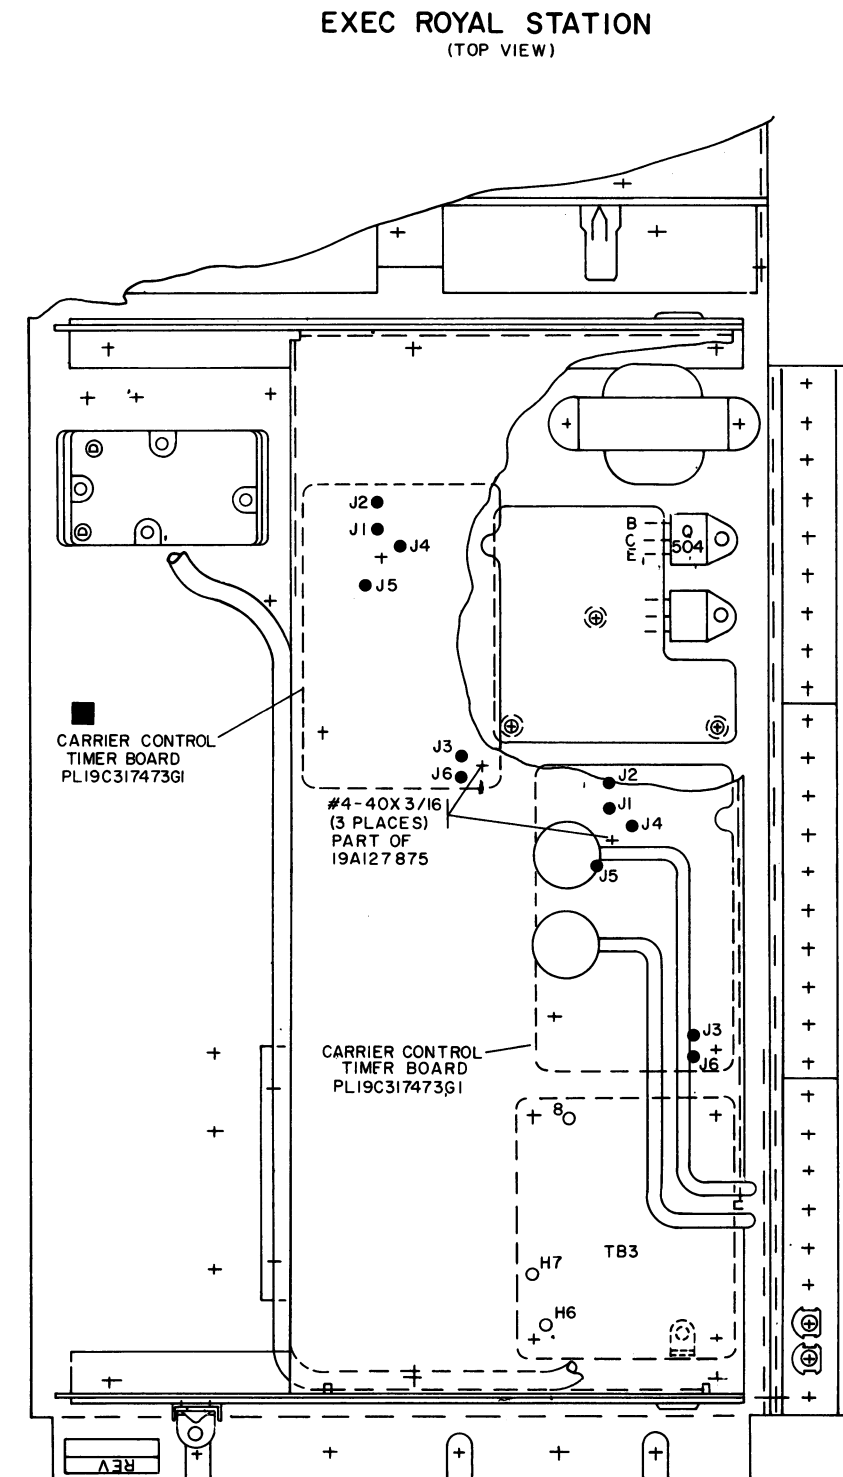 EXEC ROYAL STATION
(TOP VIEW)
D
D
J2
J1
J4
J5
B
C
E
Q
504
CARRIER CONTROL
TIMER BOARD
PL19C317473G1
J3
J6
#4-40X3/16
(3 PLACES)
PART OF
19A127875
J2
J1
J4
J5
J3
J6
CARRIER CONTROL
TIMER BOARD
PL19C317473G1
8
TB3
H7
H6
REV